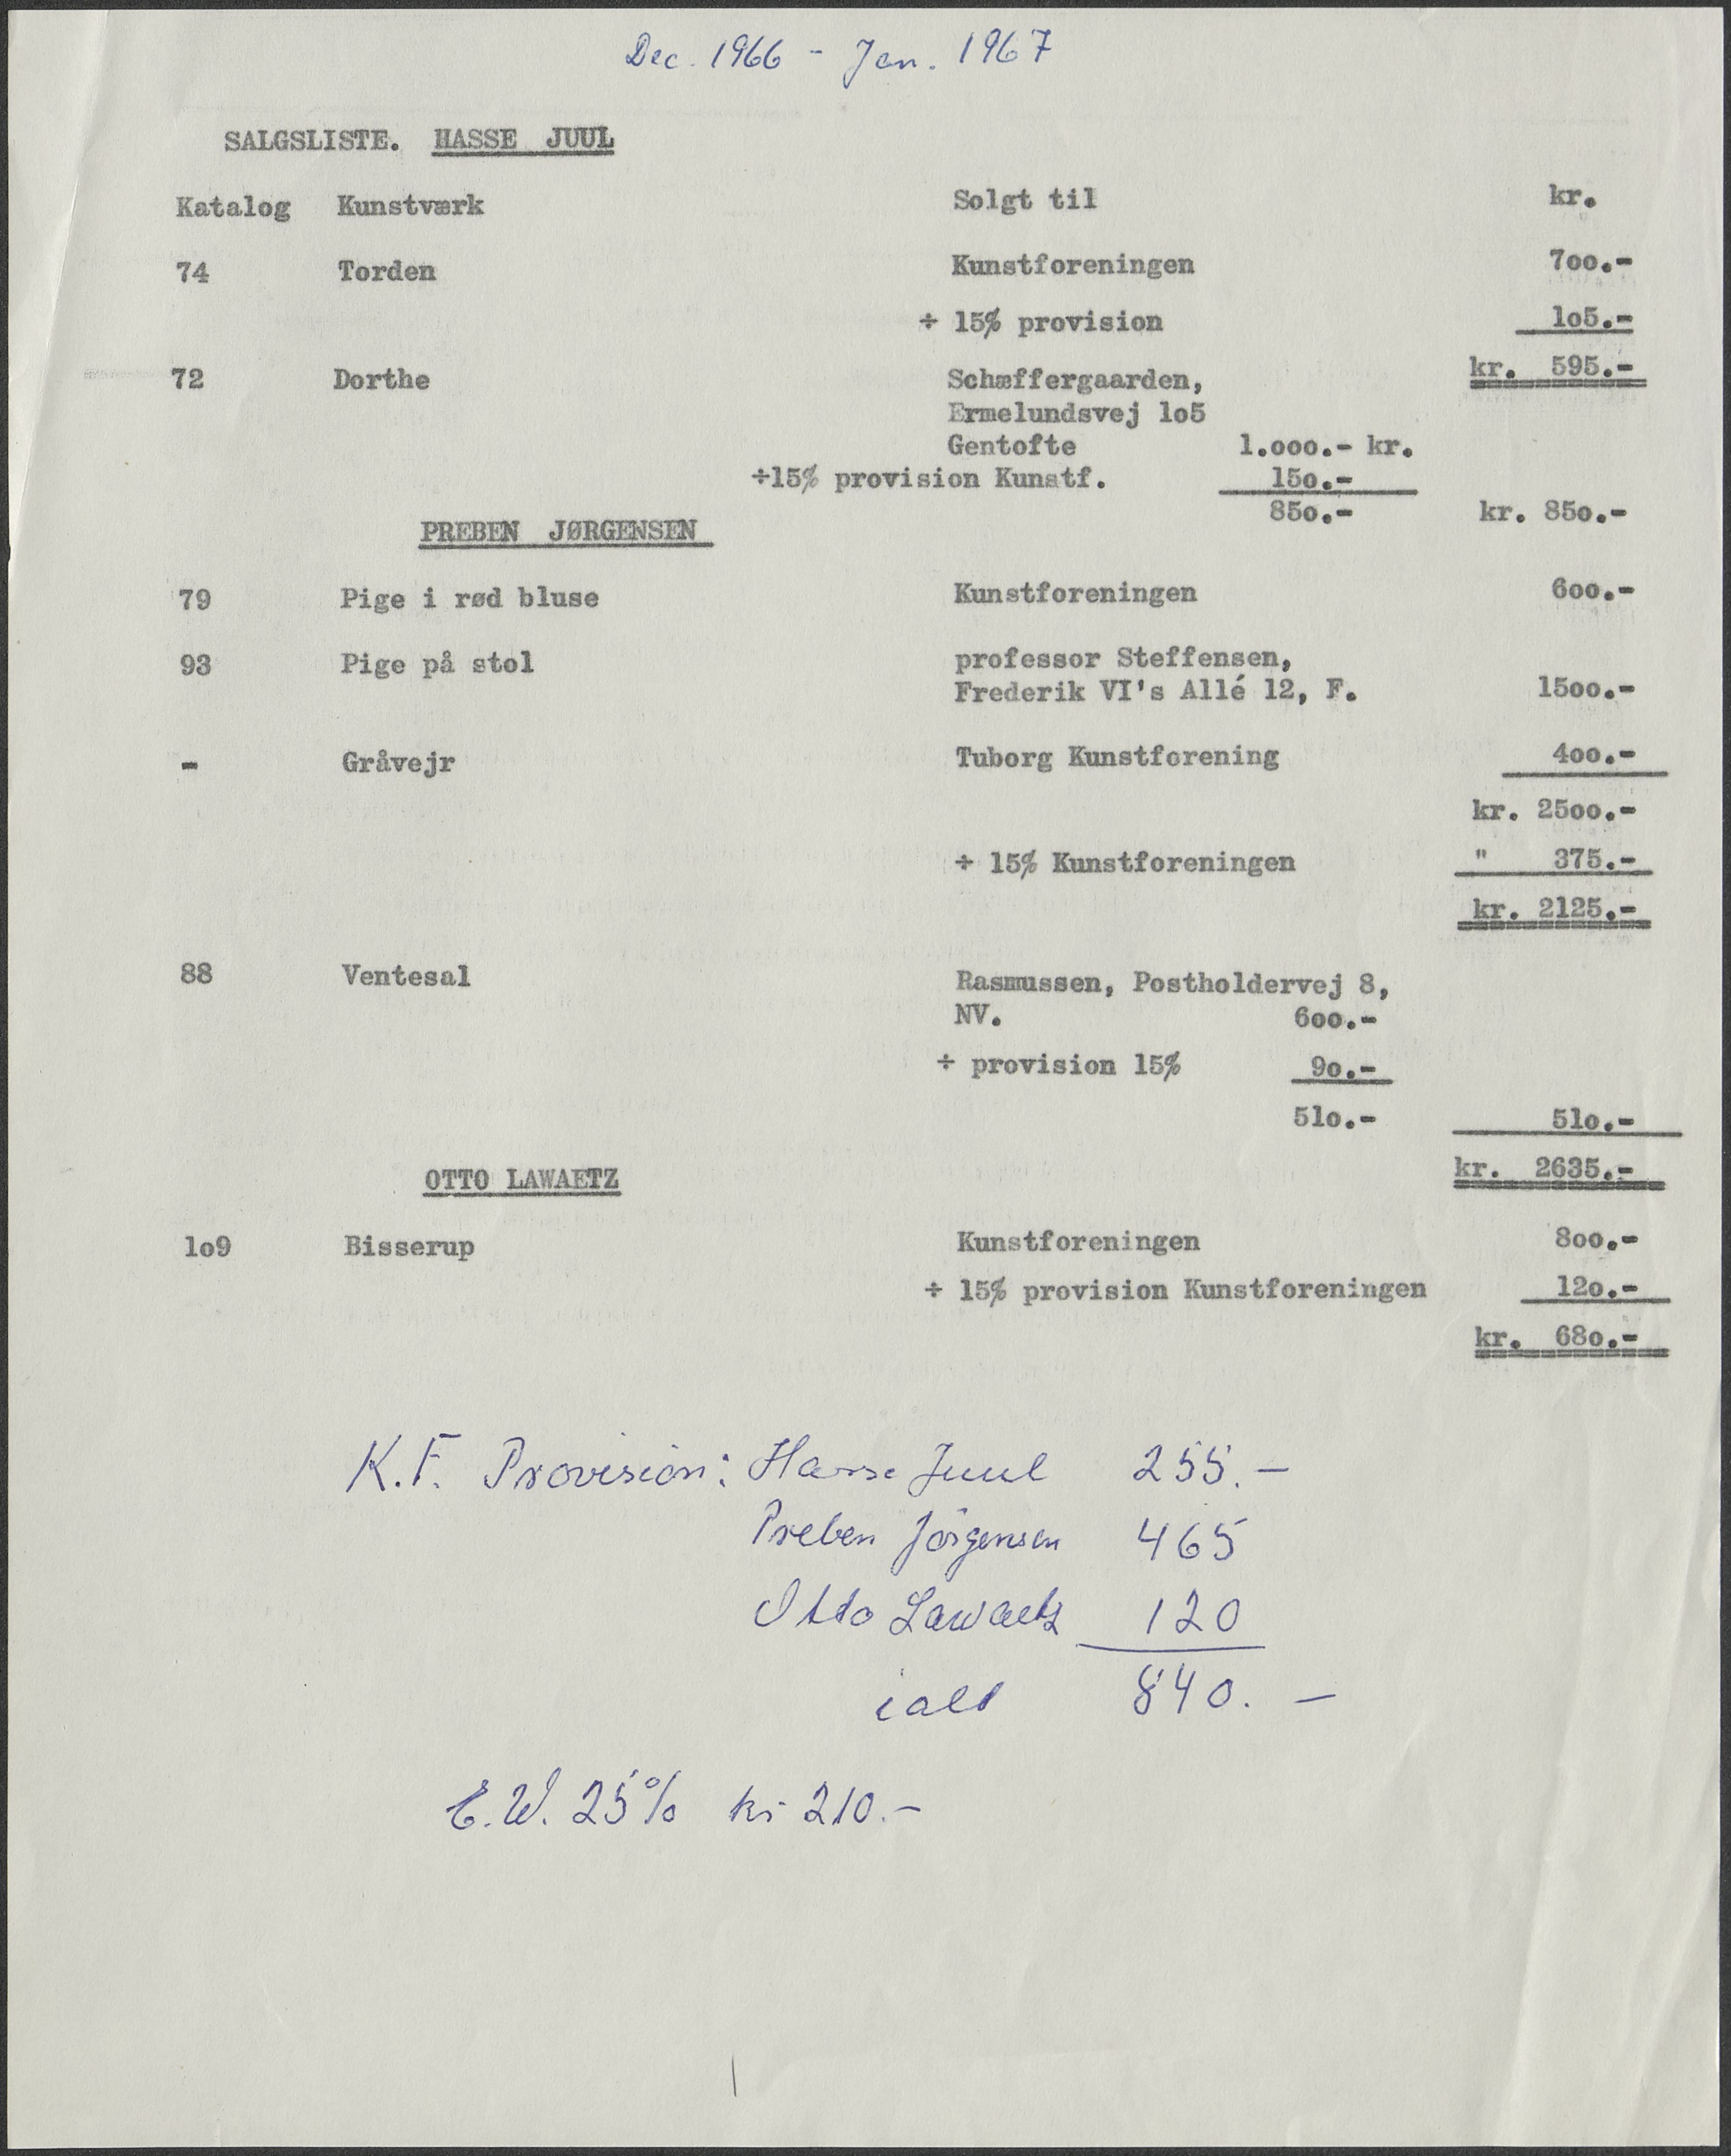 Dec. 1966 - Jan. 1967
SALGSLISTE. HASSE JUUL
Katalog Kunstværk Solgt til kr.
74 Torden Kunstforeningen 7oo.-
÷ 15% provision lo5.-
kr. 595.-
72 Dorthe Schæffergaarden,
Ermelundsvej lo5
Gentofte 1.ooo.- kr.
÷15% provision Kunstf. 15o.-
85o.- kr. 85o.-
PREBEN JØRGENSEN
79 Pige i rød bluse Kunstforeningen 6oo.-
93 Pige på stol professor Steffensen,
Frederik VI's Allé 12, F. 15oo.-
- Gråvejr Tuborg Kunstforening 4oo.-
kr. 25oo.-
÷ 15% Kunstforeningen " 375.-
kr. 2125.-
88 Ventesal Rasmussen, Postholdervej 8,
NV. 6oo.-
÷ provision 15% 9o.-
51o.- 51o.-
kr. 2635.-
OTTO LAWAETZ
lo9 Bisserup Kunstforeningen 8oo.-
÷ 15% provision Kunstforeningen 12o.-
kr. 68o.-
K.F. Provision: Hasse Juul 255.-
Preben Jörgensen 465
Otto Lawaetz 120
ialt 840. -
E.W. 25% kr 210.-